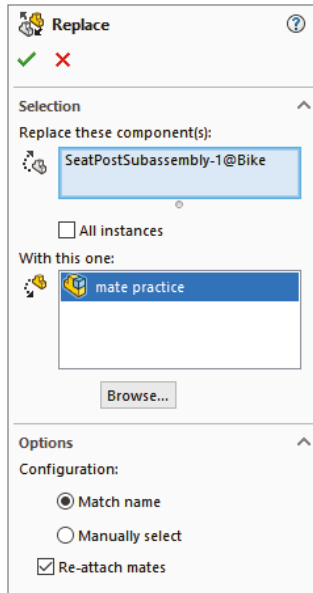 Replace
Selection
Replace these component(s):
SeatPostSubassembly-1@Bike
All instances
With this one:
mate practice
Browse...
Options
Configuration:
Match name
Manually select
Re-attach mates